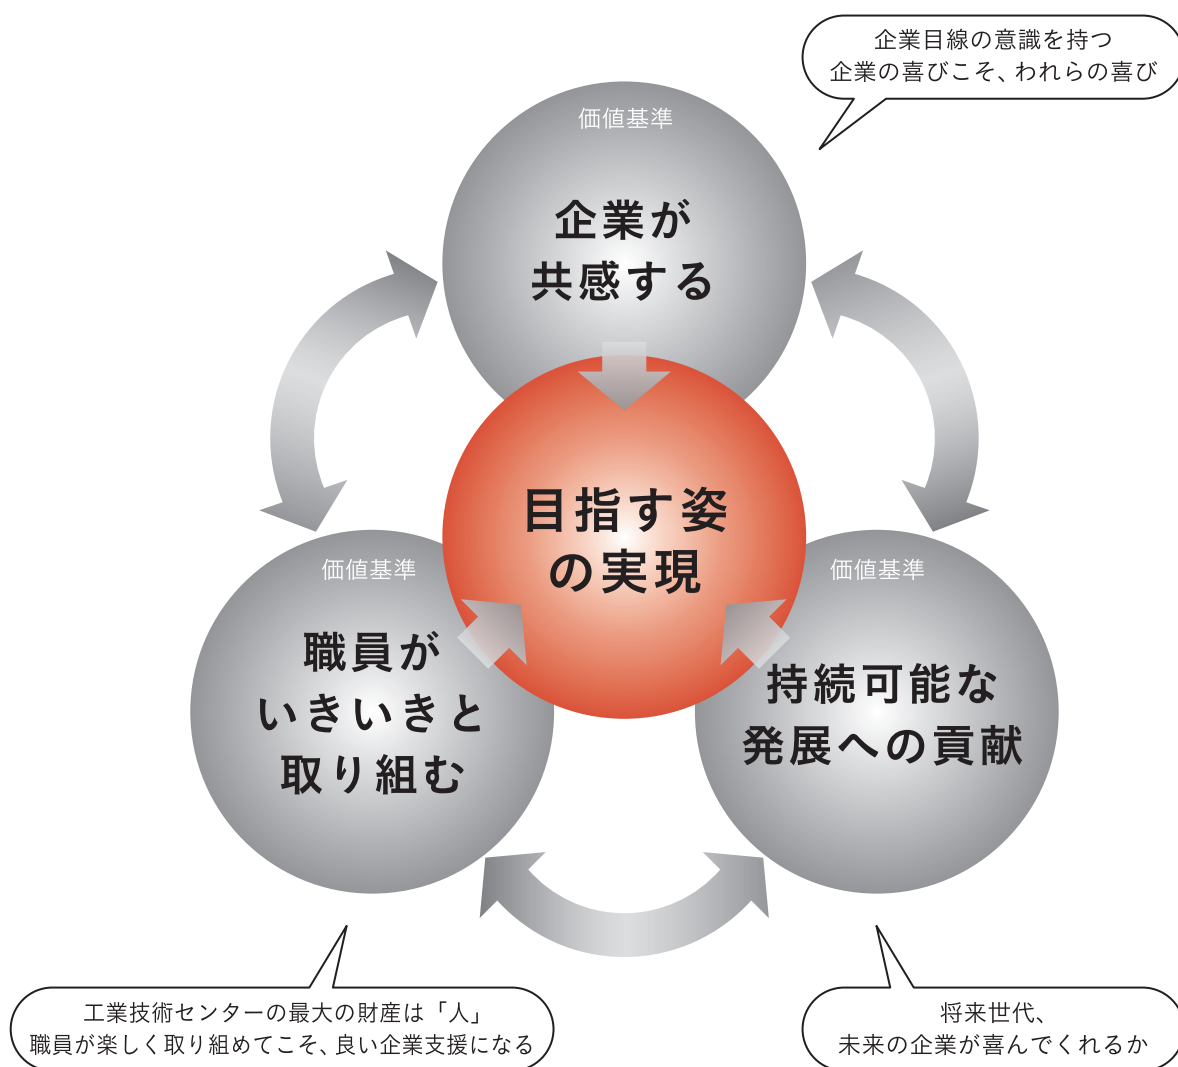 企業目線の意識を持つ
企業の喜びこそ、われらの喜び
価値基準
企業が
共感する
目指す姿
の実現
価値基準
職員が
いきいきと
取り組む
価値基準
持続可能な
発展への貢献
工業技術センターの最大の財産は「人」
職員が楽しく取り組めてこそ、良い企業支援になる
将来世代、
未来の企業が喜んでくれるか